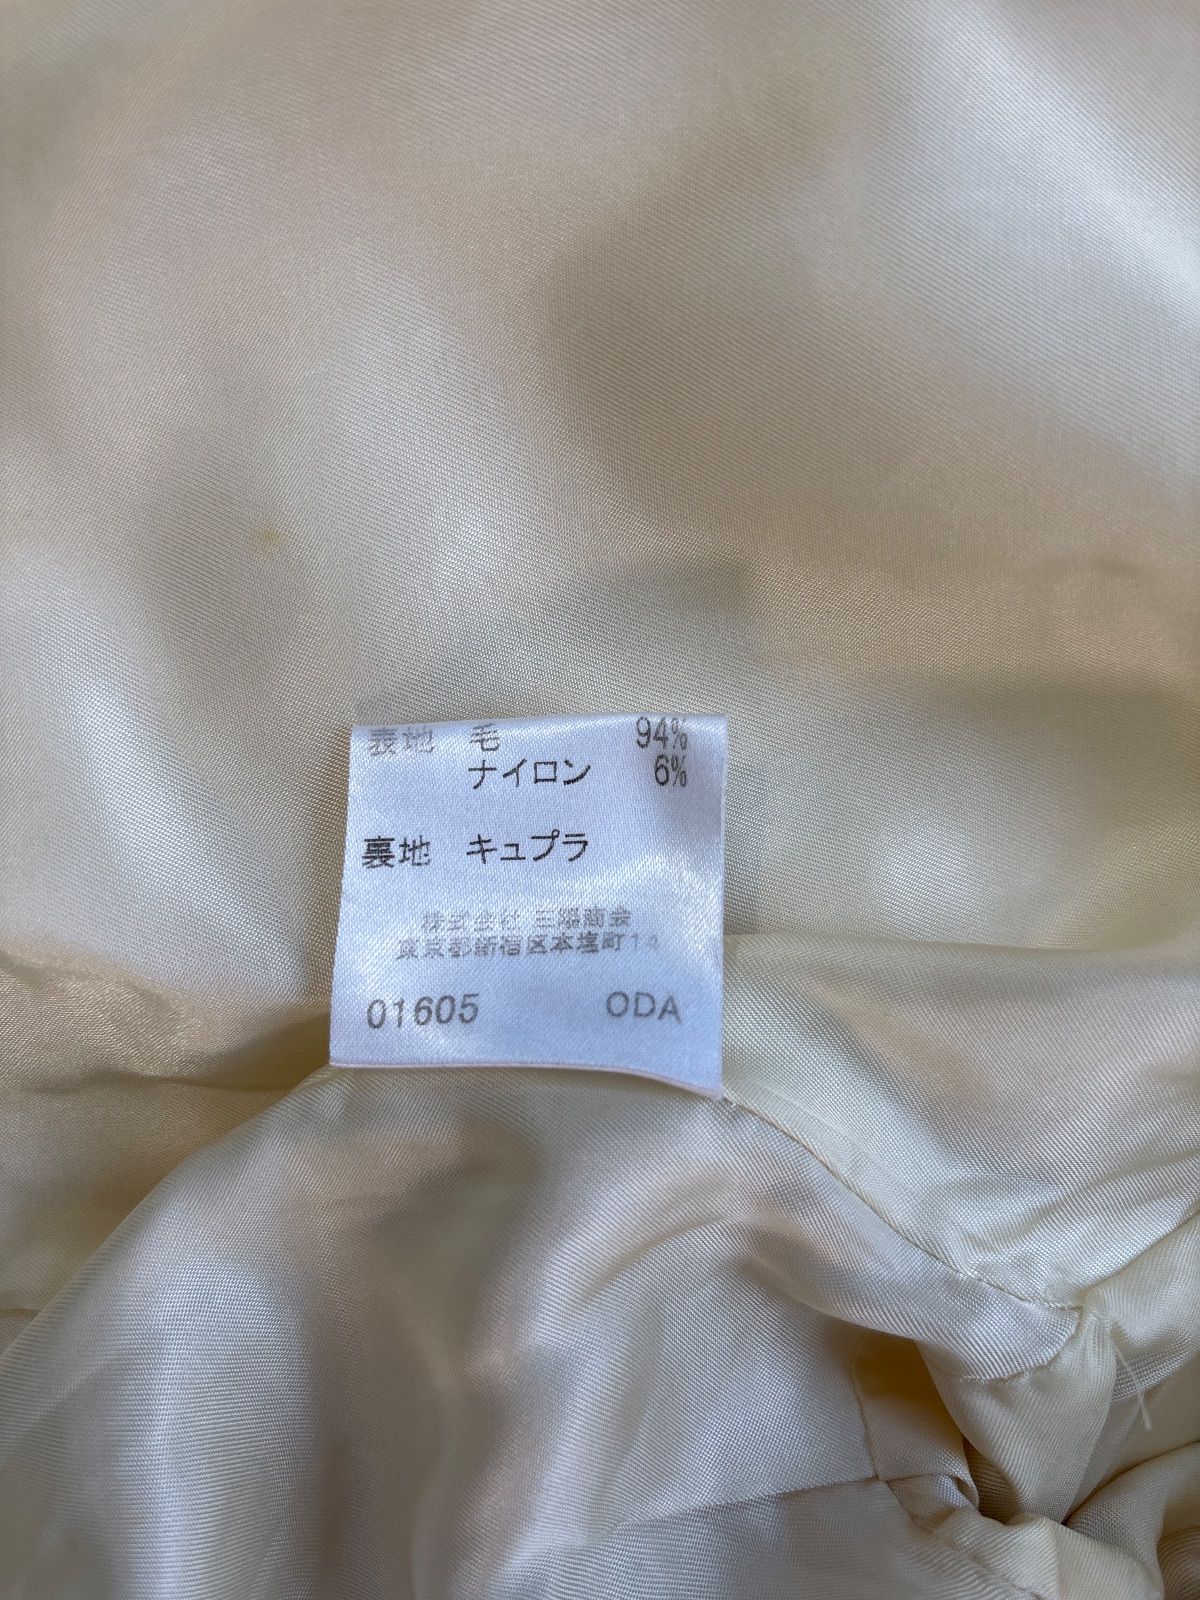 表地 毛 94%
ナイロン 6%
裏地 キュプラ
株式会社 三陽商会
東京都新宿区本塩町14
01605 ODA